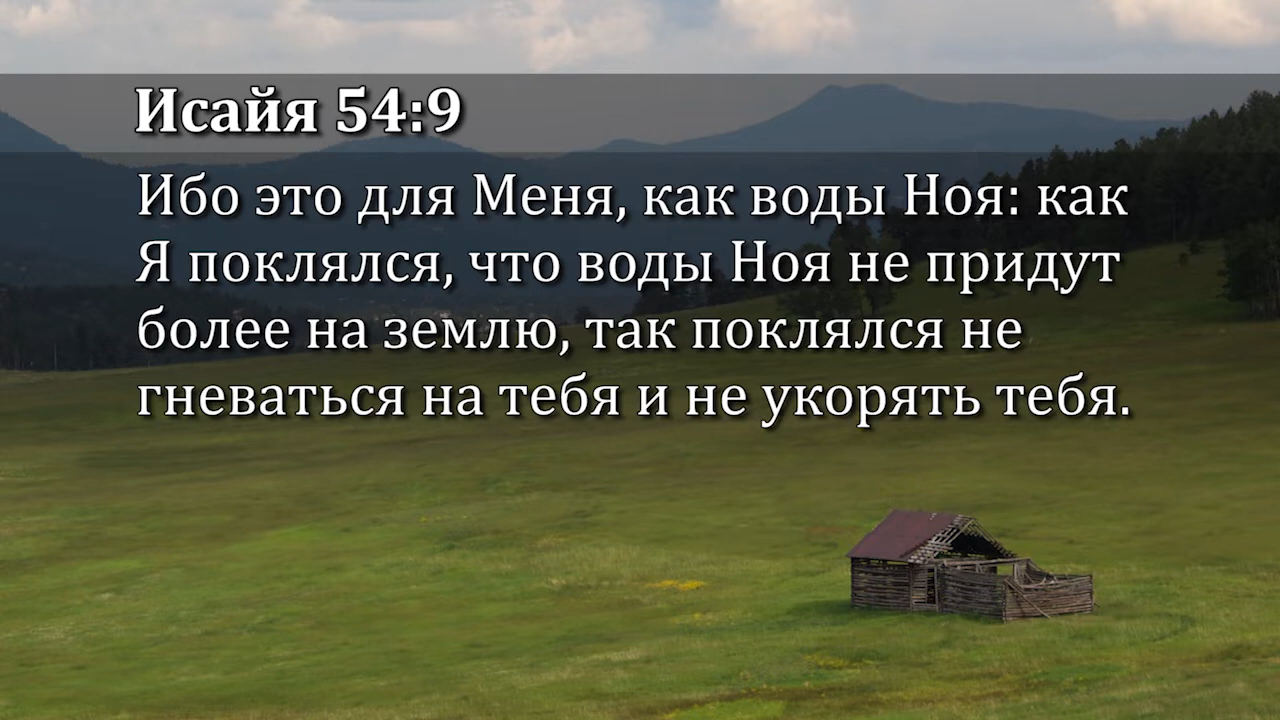 Исайя 54:9
Ибо это для Меня, как воды Ноя: как
Я поклялся, что воды Ноя не придут
более на землю, так поклялся не
гневаться на тебя и не укорять тебя.